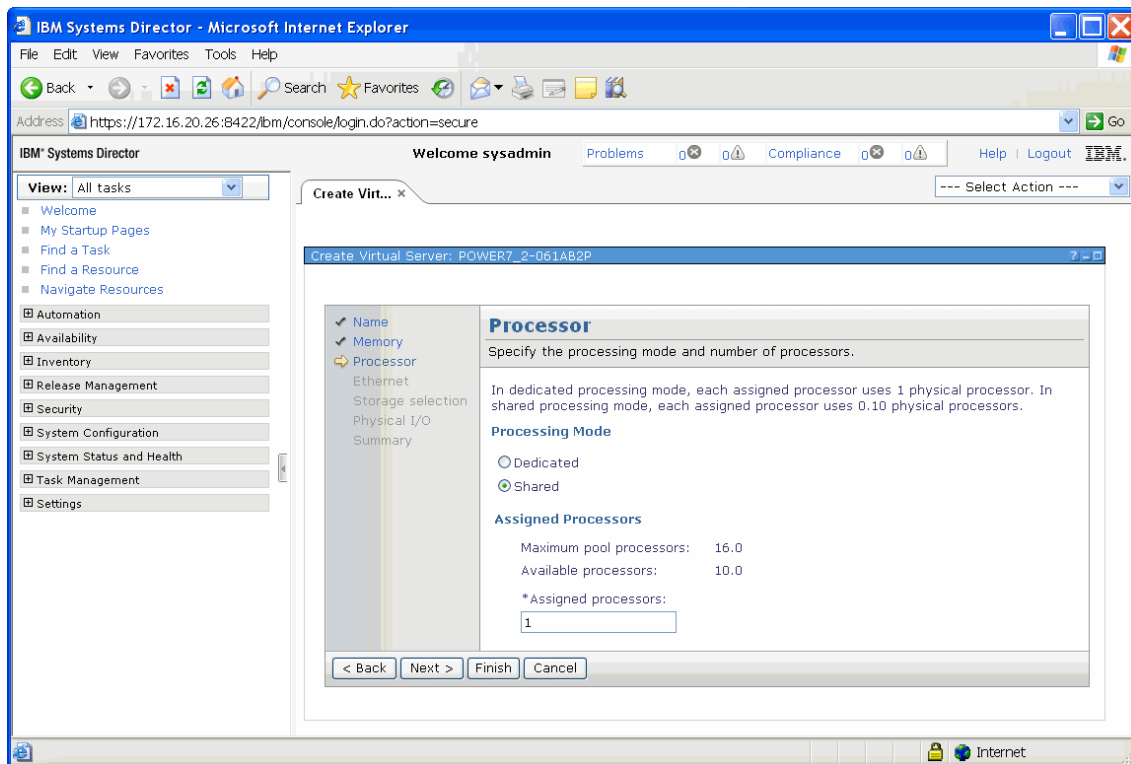 IBM Systems Director - Microsoft Internet Explorer
File Edit View Favorites Tools Help
Back Search Favorites
Address https://172.16.20.26:8422/ibm/console/login.do?action=secure Go
IBM® Systems Director Welcome sysadmin Problems 0 0 Compliance 0 0 Help | Logout IBM.
View: All tasks
Create Virt... × --- Select Action ---
Welcome
My Startup Pages
Find a Task
Find a Resource
Navigate Resources
Automation
Availability
Inventory
Release Management
Security
System Configuration
System Status and Health
Task Management
Settings
Create Virtual Server: POWER7_2-061AB2P ?
Name
Memory
Processor
Ethernet
Storage selection
Physical I/O
Summary
Processor
Specify the processing mode and number of processors.
In dedicated processing mode, each assigned processor uses 1 physical processor. In
shared processing mode, each assigned processor uses 0.10 physical processors.
Processing Mode
Dedicated
Shared
Assigned Processors
Maximum pool processors: 16.0
Available processors: 10.0
*Assigned processors:
1
< Back Next > Finish Cancel
Internet